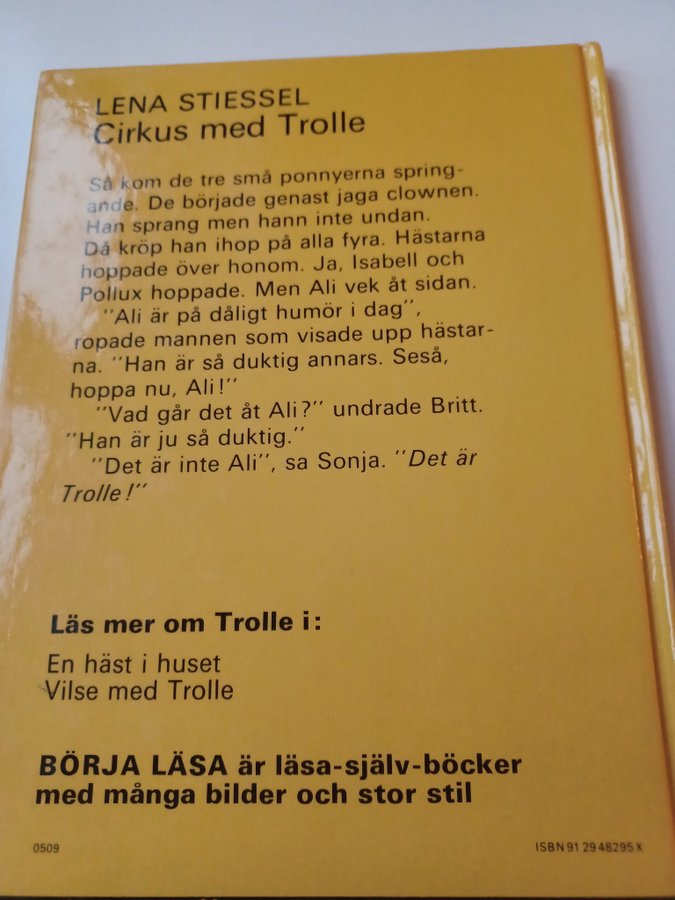 LENA STIESSEL
Cirkus med Trolle
Så kom de tre små ponnyerna spring-
ande. De började genast jaga clownen.
Han sprang men hann inte undan.
Då kröp han ihop på alla fyra. Hästarna
hoppade över honom. Ja, Isabell och
Pollux hoppade. Men Ali vek åt sidan.
"Ali är på dåligt humör i dag",
ropade mannen som visade upp hästar-
na. "Han är så duktig annars. Seså,
hoppa nu, Ali!"
"Vad går det åt Ali?" undrade Britt.
"Han är ju så duktig."
"Det är inte Ali", sa Sonja. "Det är
Trolle!"
Läs mer om Trolle i:
En häst i huset
Vilse med Trolle
BÖRJA LÄSA är läsa-själv-böcker
med många bilder och stor stil
0509
ISBN 91 29 48295 X